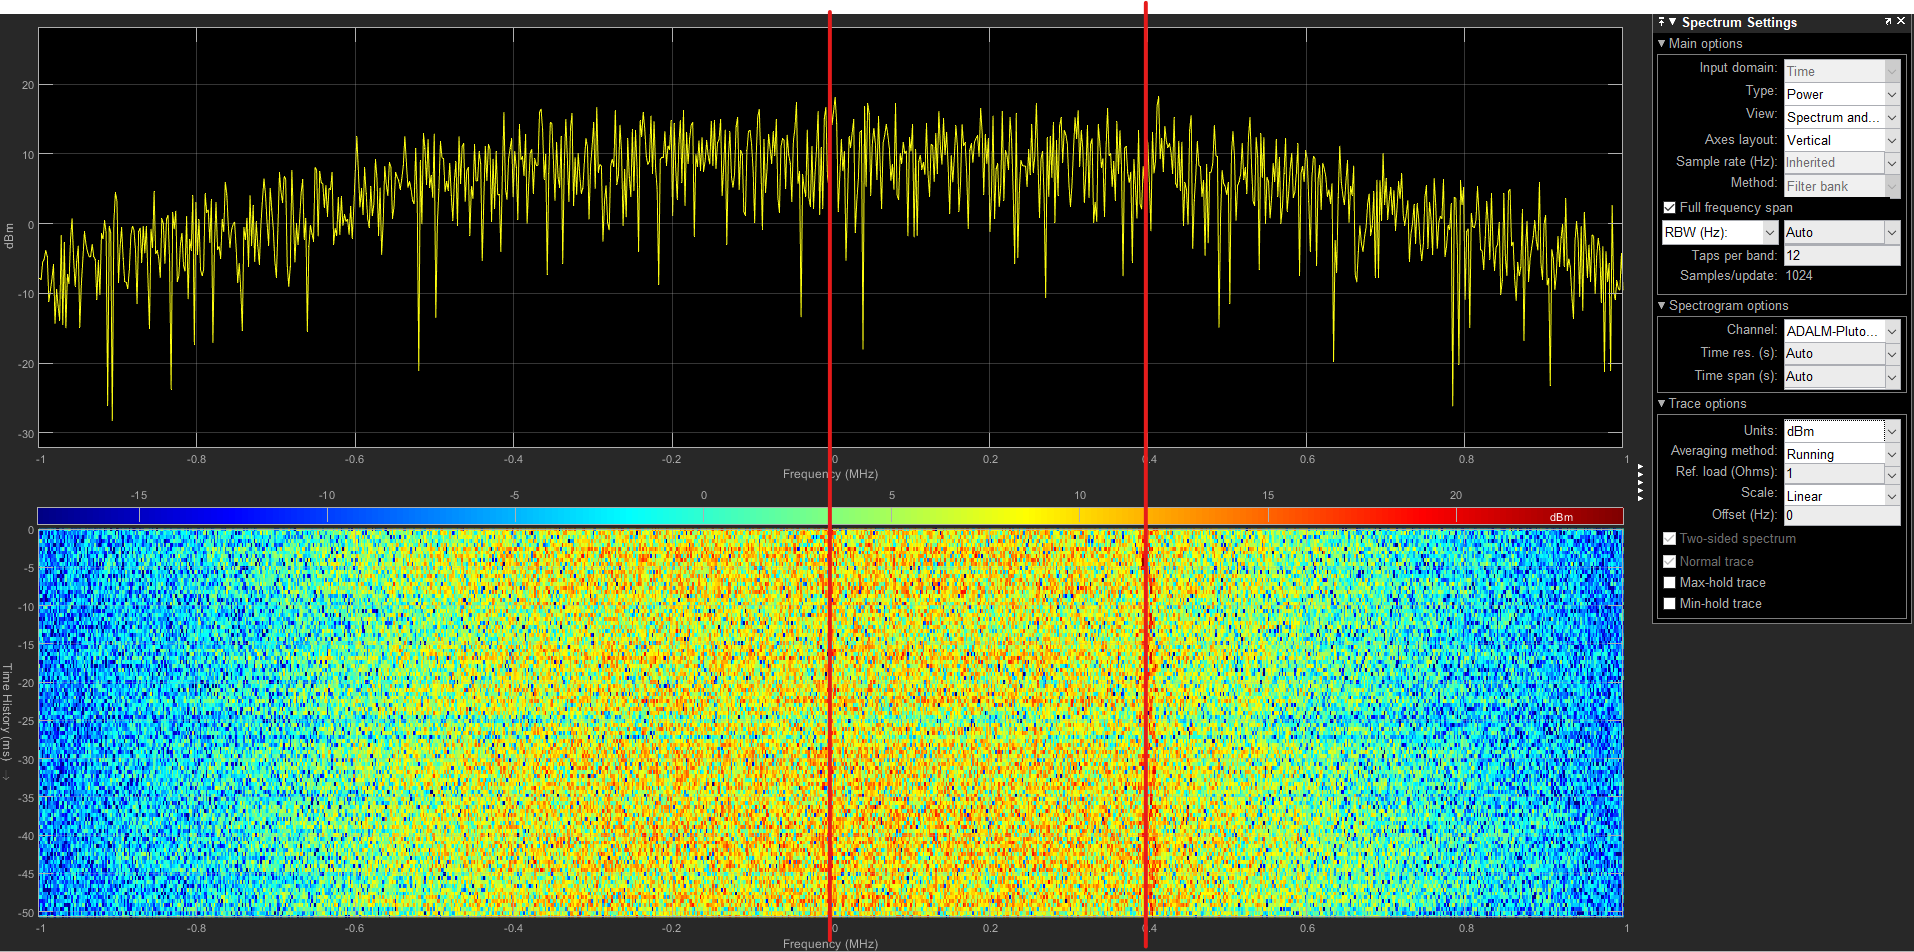 Spectrum Settings
Main options
Input domain: Time
Type: Power
View: Spectrum and...
Axes layout: Vertical
Sample rate (Hz): Inherited
Method: Filter bank
Full frequency span
RBW (Hz): Auto
Taps per band: 12
Samples/update: 1024
Spectrogram options
Channel: ADALM-Pluto...
Time res. (s): Auto
Time span (s): Auto
Trace options
Units: dBm
Averaging method: Running
Ref. load (Ohms): 1
Scale: Linear
Offset (Hz): 0
Two-sided spectrum
Normal trace
Max-hold trace
Min-hold trace
20
10
0
-10
-20
-30
dBm
-1 -0.8 -0.6 -0.4 -0.2 0 0.2 0.4 0.6 0.8 1
Frequency (MHz)
-15 -10 -5 0 5 10 15 20
dBm
0
-5
-10
-15
-20
-25
-30
-35
-40
-45
-50
Time History (ms) →
-1 -0.8 -0.6 -0.4 -0.2 0 0.2 0.4 0.6 0.8 1
Frequency (MHz)